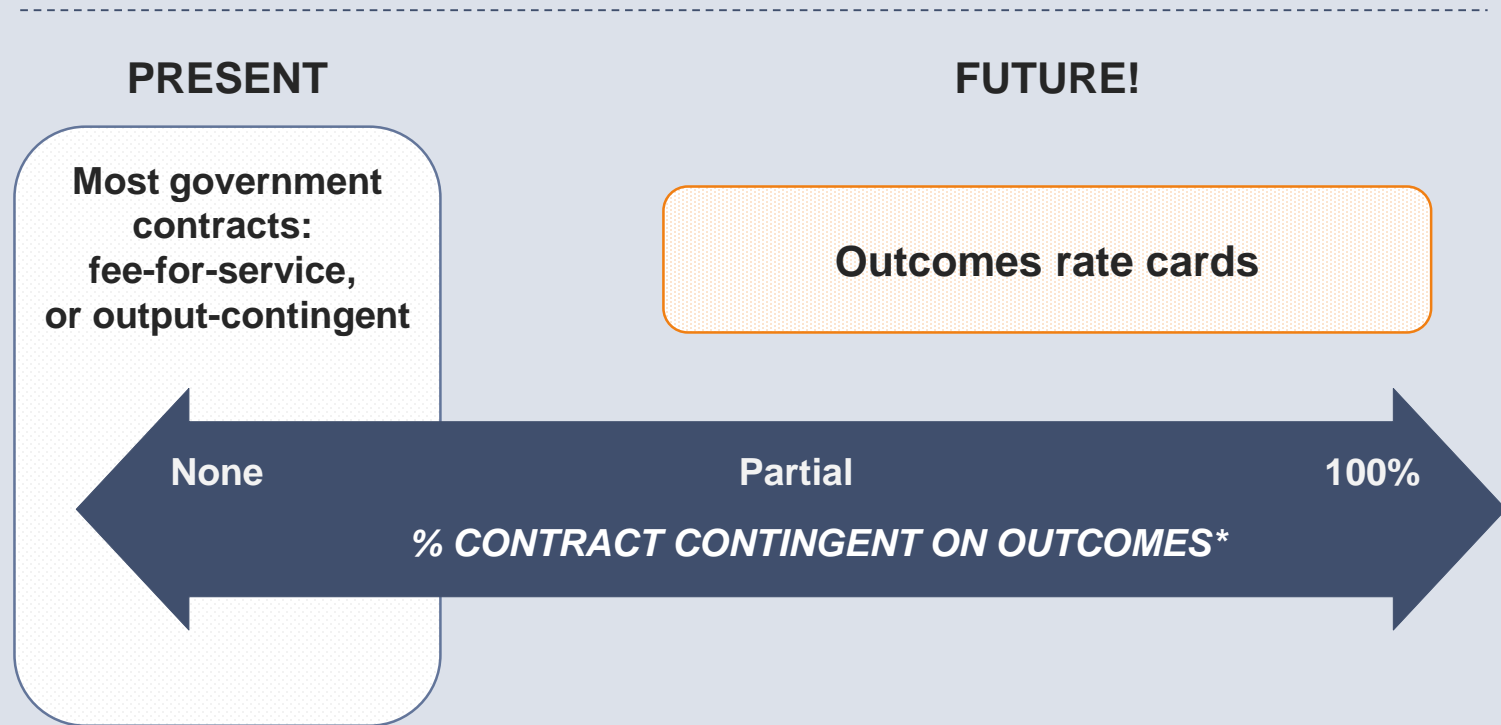 PRESENT
FUTURE!
Most government
contracts:
fee-for-service,
or output-contingent
Outcomes rate cards
None
Partial
100%
% CONTRACT CONTINGENT ON OUTCOMES*